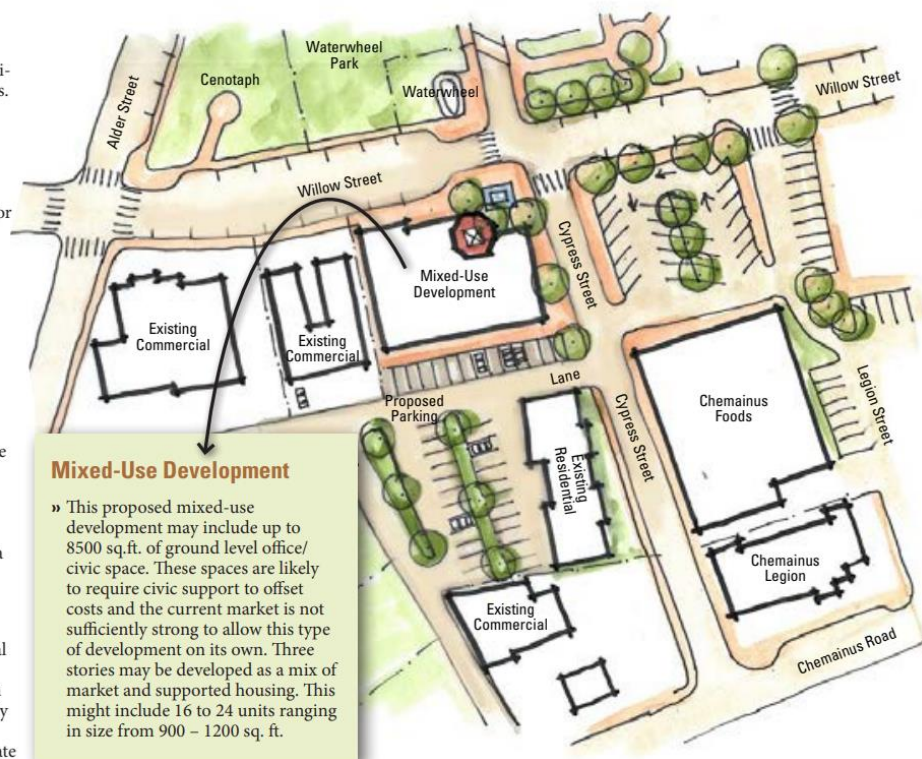 i-
s.
or
e
a
al
y
ate
Waterwheel
Park
Cenotaph
Waterwheel
Alder Street
Willow Street
Willow Street
Cypress Street
Mixed-Use
Development
Existing
Commercial
Existing
Commercial
Lane
Proposed
Parking
Chemainus
Foods
Legion Street
Existing
Residential
Cypress Street
Chemainus
Legion
Existing
Commercial
Chemainus Road
Mixed-Use Development
» This proposed mixed-use
development may include up to
8500 sq.ft. of ground level office/
civic space. These spaces are likely
to require civic support to offset
costs and the current market is not
sufficiently strong to allow this type
of development on its own. Three
stories may be developed as a mix of
market and supported housing. This
might include 16 to 24 units ranging
in size from 900 – 1200 sq. ft.